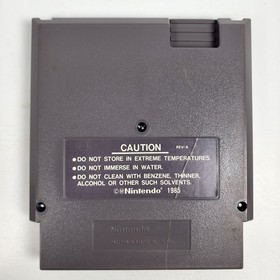 CAUTION REV-A
●DO NOT STORE IN EXTREME TEMPERATURES.
●DO NOT IMMERSE IN WATER.
●DO NOT CLEAN WITH BENZENE, THINNER,
ALCOHOL OR OTHER SUCH SOLVENTS.
©Nintendo® 1985
Nintendo